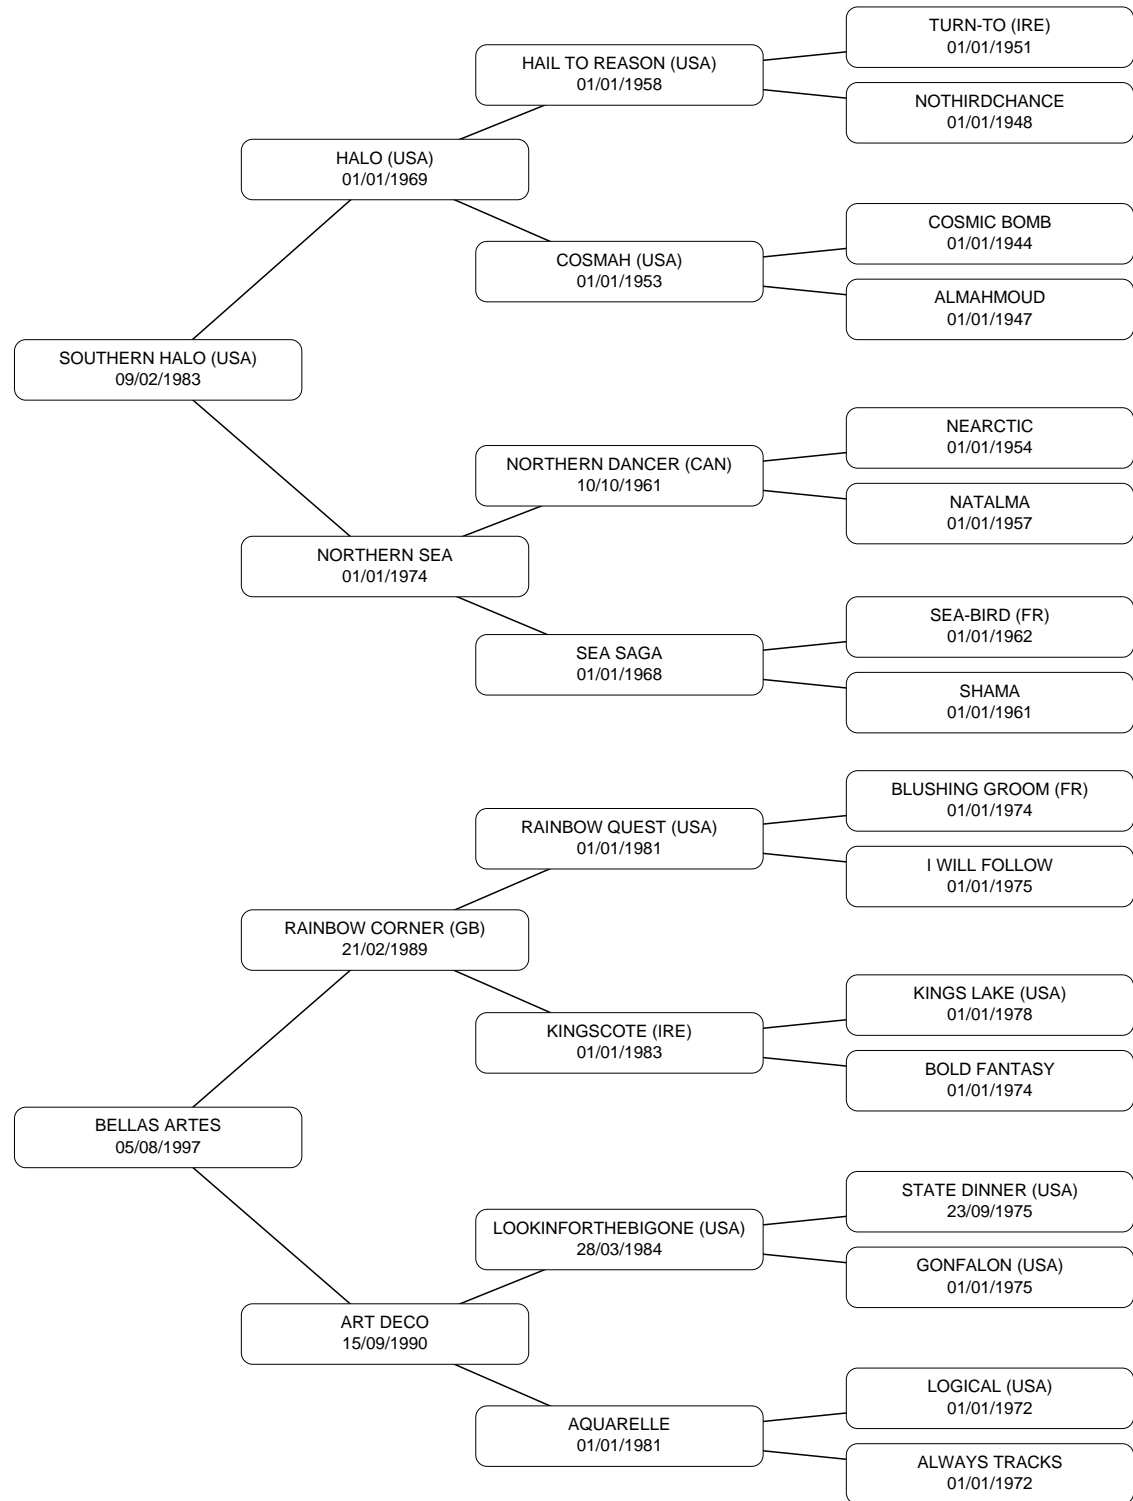 TURN-TO (IRE)
01/01/1951
HAIL TO REASON (USA)
01/01/1958
NOTHIRDCHANCE
01/01/1948
HALO (USA)
01/01/1969
COSMIC BOMB
01/01/1944
COSMAH (USA)
01/01/1953
ALMAHMOUD
01/01/1947
SOUTHERN HALO (USA)
09/02/1983
NEARCTIC
01/01/1954
NORTHERN DANCER (CAN)
10/10/1961
NATALMA
01/01/1957
NORTHERN SEA
01/01/1974
SEA-BIRD (FR)
01/01/1962
SEA SAGA
01/01/1968
SHAMA
01/01/1961
BLUSHING GROOM (FR)
01/01/1974
RAINBOW QUEST (USA)
01/01/1981
I WILL FOLLOW
01/01/1975
RAINBOW CORNER (GB)
21/02/1989
KINGS LAKE (USA)
01/01/1978
KINGSCOTE (IRE)
01/01/1983
BOLD FANTASY
01/01/1974
BELLAS ARTES
05/08/1997
STATE DINNER (USA)
23/09/1975
LOOKINFORTHEBIGONE (USA)
28/03/1984
GONFALON (USA)
01/01/1975
ART DECO
15/09/1990
LOGICAL (USA)
01/01/1972
AQUARELLE
01/01/1981
ALWAYS TRACKS
01/01/1972